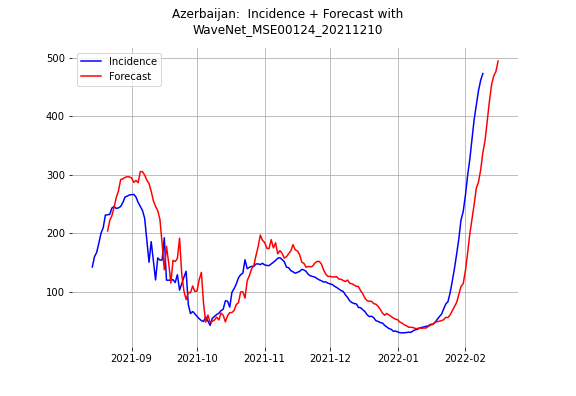 Azerbaijan:  Incidence + Forecast with
WaveNet_MSE00124_20211210
Incidence
Forecast
500
400
300
200
100
2021-09
2021-10
2021-11
2021-12
2022-01
2022-02